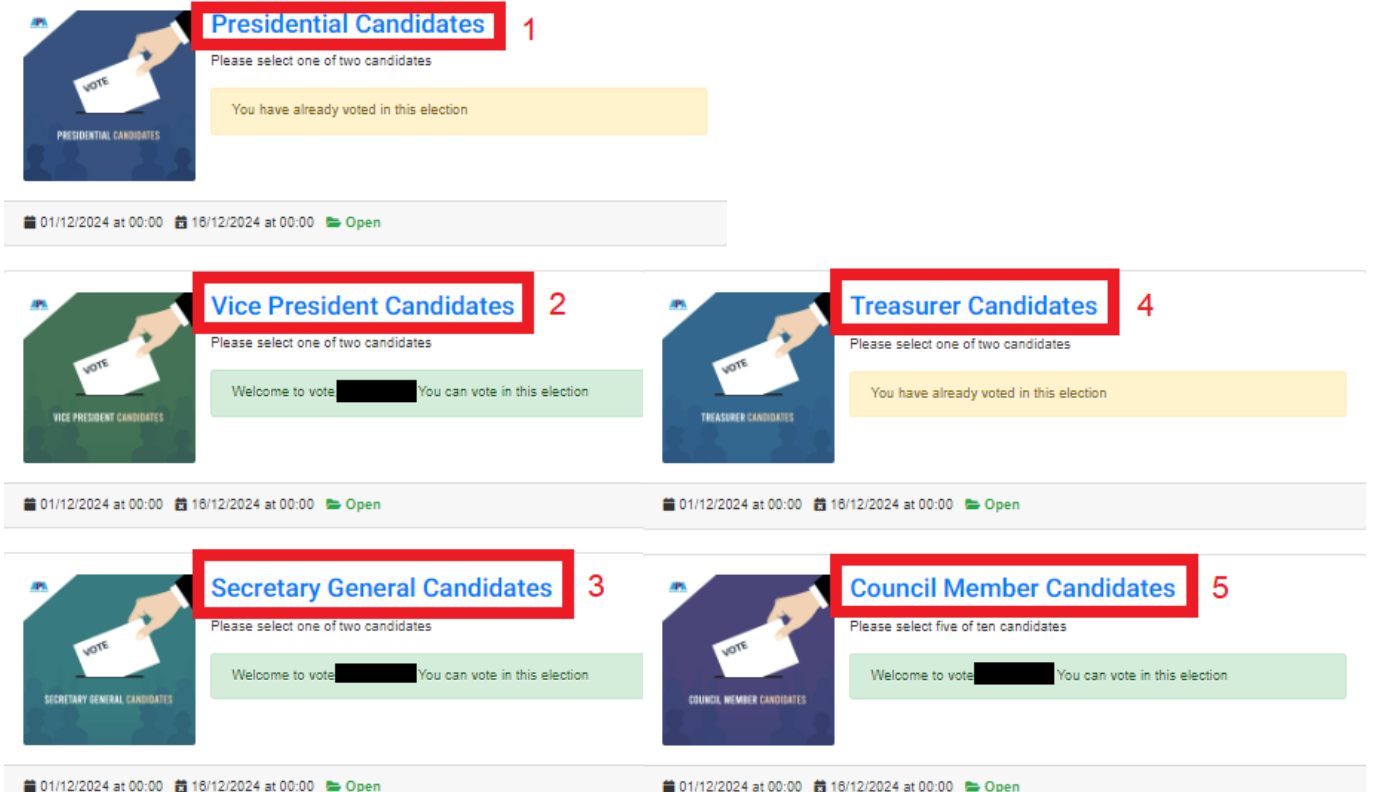 Presidential Candidates
1
Please select one of two candidates
You have already voted in this election
VOTE
PRESIDENTIAL CANDIDATES
01/12/2024 at 00:00 16/12/2024 at 00:00 Open
Vice President Candidates
2
Please select one of two candidates
Welcome to vote You can vote in this election
VOTE
VICE PRESIDENT CANDIDATES
01/12/2024 at 00:00 16/12/2024 at 00:00 Open
Secretary General Candidates
3
Please select one of two candidates
Welcome to vote You can vote in this election
VOTE
SECRETARY GENERAL CANDIDATES
01/12/2024 at 00:00 16/12/2024 at 00:00 Open
Treasurer Candidates
4
Please select one of two candidates
You have already voted in this election
VOTE
TREASURER CANDIDATES
01/12/2024 at 00:00 16/12/2024 at 00:00 Open
Council Member Candidates
5
Please select five of ten candidates
Welcome to vote You can vote in this election
VOTE
COUNCIL MEMBER CANDIDATES
01/12/2024 at 00:00 16/12/2024 at 00:00 Open